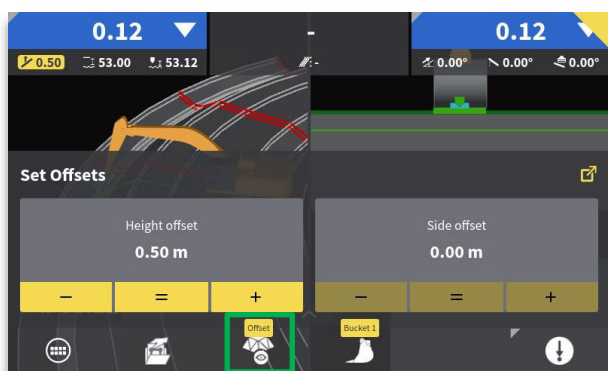 0.12
-
0.12
0.50
53.00
53.12
-
0.00°
0.00°
0.00°
Set Offsets
Height offset
0.50 m
Side offset
0.00 m
− = +
− = +
Offset
Bucket 1